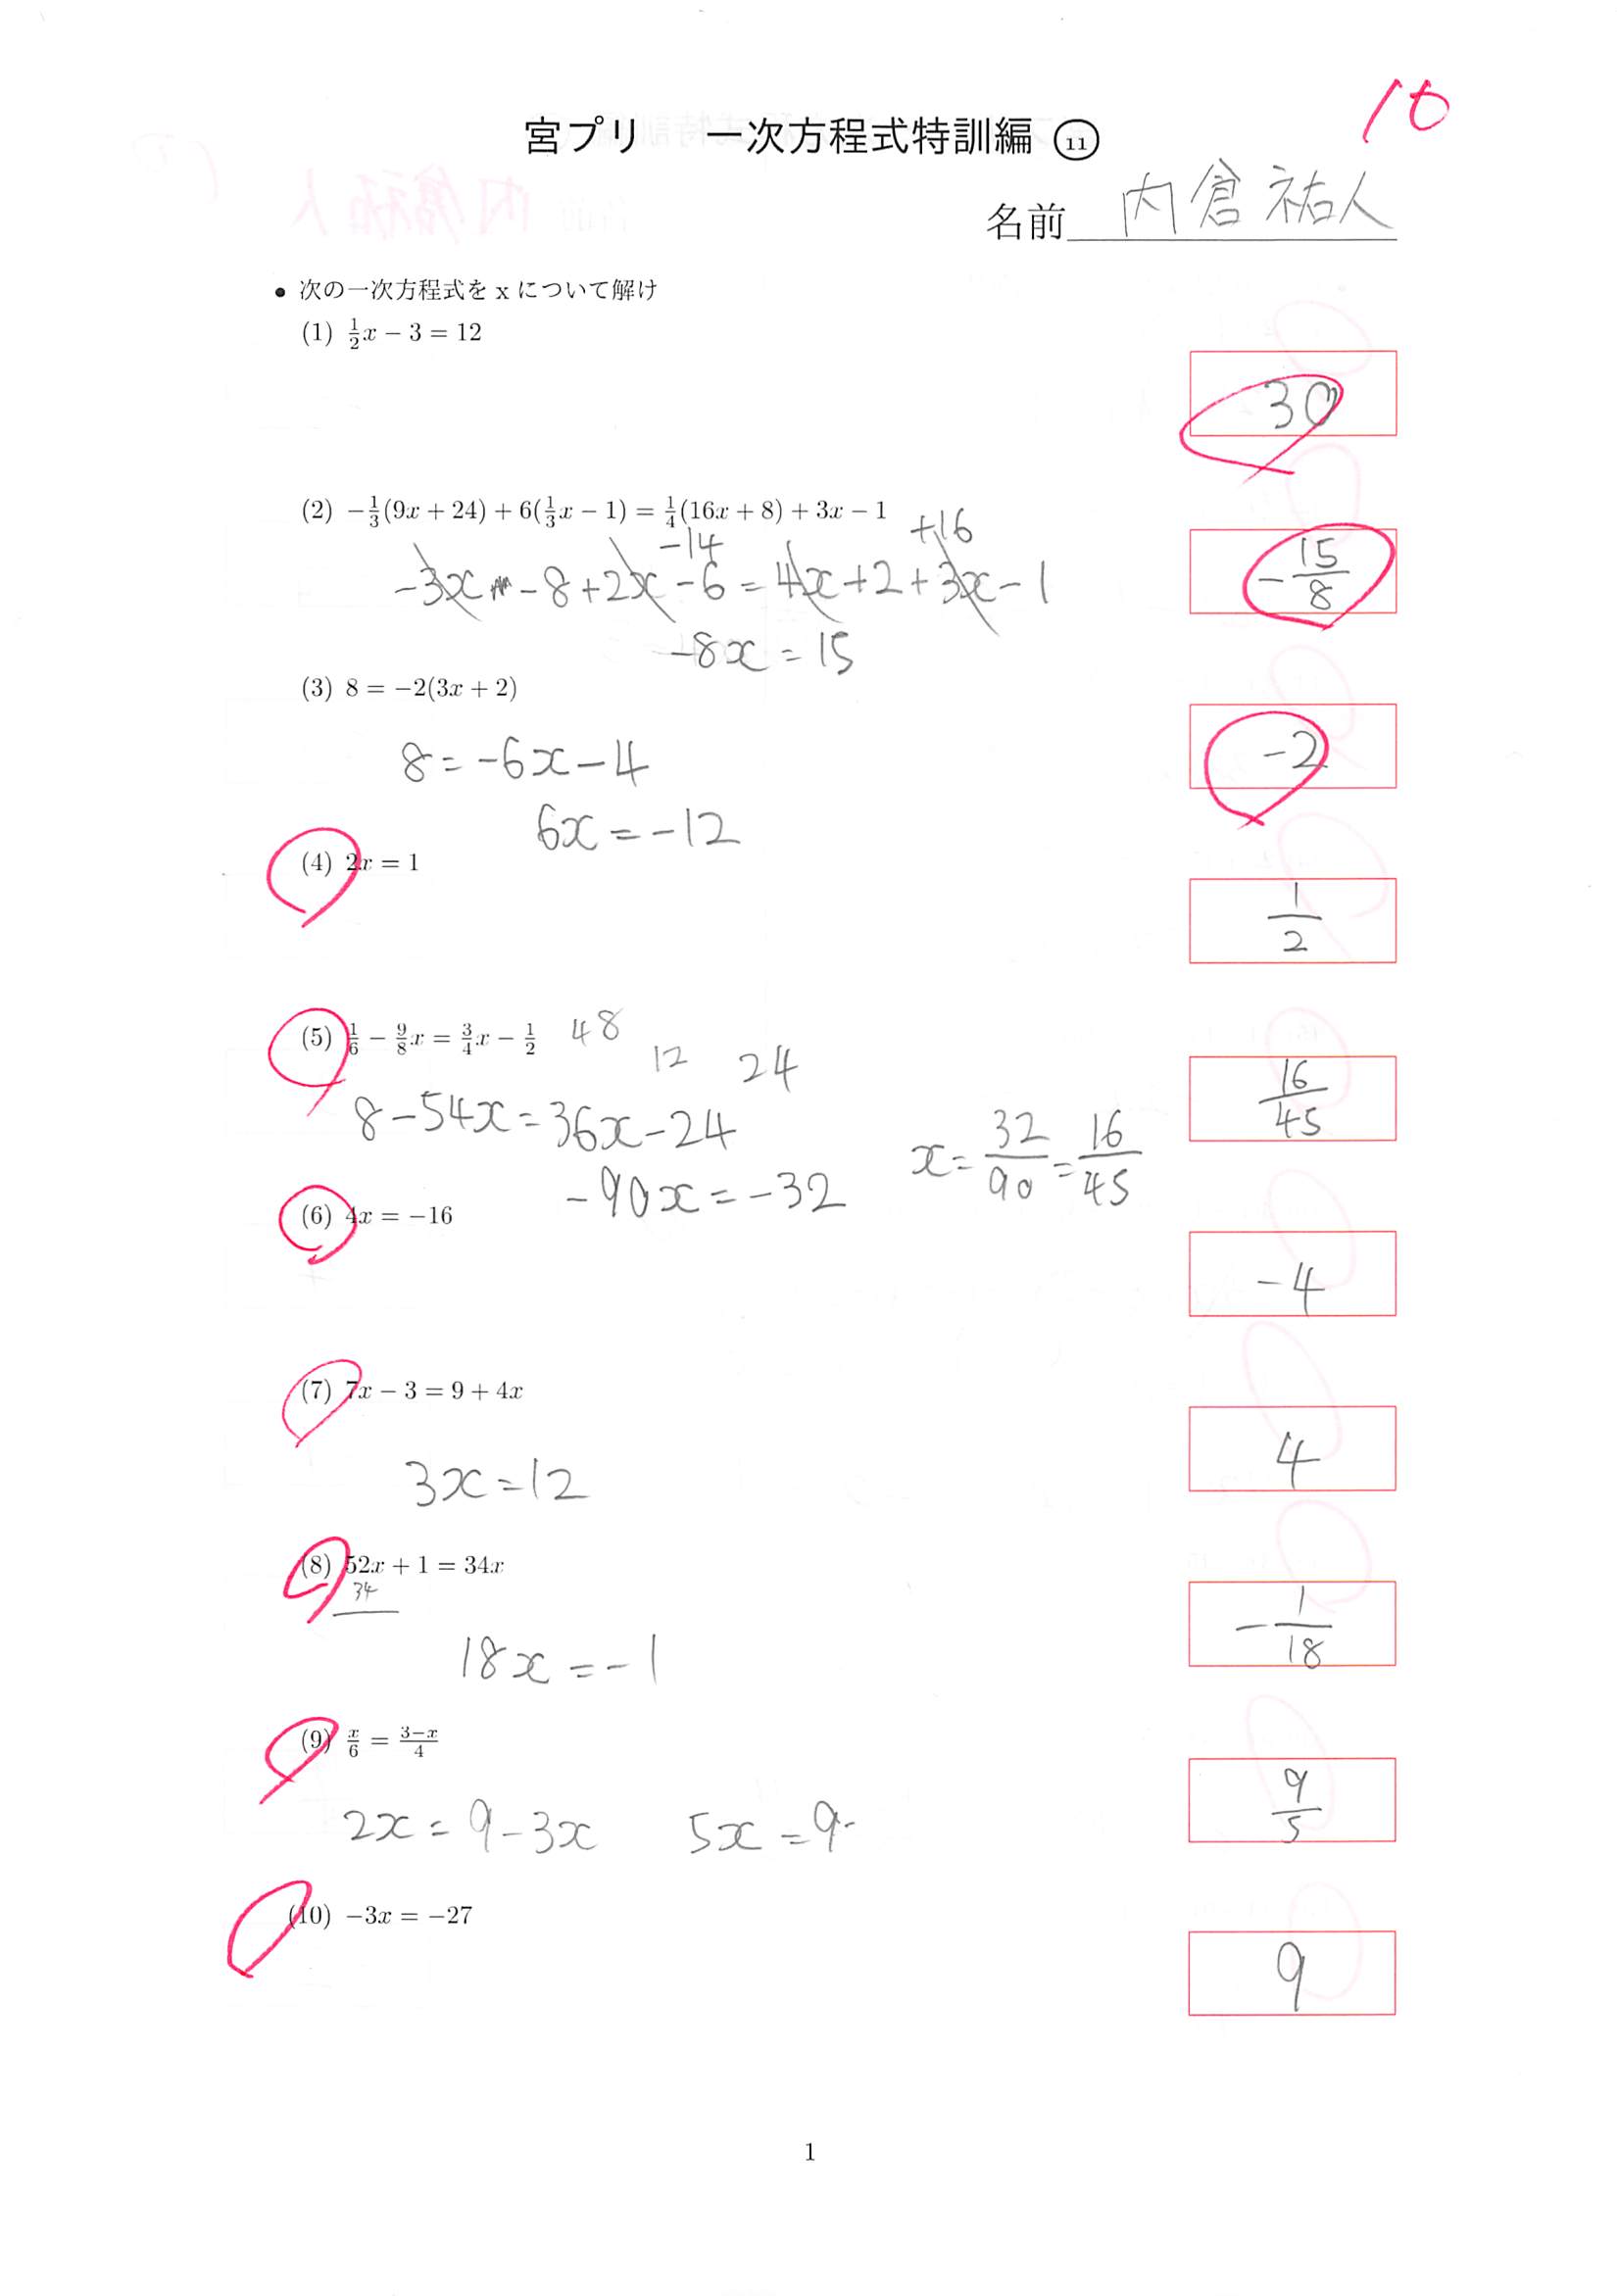 10
宮プリ 一次方程式特訓編 ⑪
名前 内倉祐人
● 次の一次方程式を x について解け
(1) \frac{1}{2}x − 3 = 12
30
(2) −\frac{1}{3}(9x + 24) + 6(\frac{1}{3}x − 1) = \frac{1}{4}(16x + 8) + 3x − 1
−14 +16
−3x − 8 + 2x − 6 = 4x + 2 + 3x − 1
−8x = 15
−\frac{15}{8}
(3) 8 = −2(3x + 2)
8 = −6x − 4
6x = −12
−2
(4) 2x = 1
\frac{1}{2}
(5) \frac{1}{6} − \frac{9}{8}x = \frac{3}{4}x − \frac{1}{2}
48 12 24
8 − 54x = 36x − 24
−90x = −32
x = \frac{32}{90} = \frac{16}{45}
\frac{16}{45}
(6) 4x = −16
−4
(7) 7x − 3 = 9 + 4x
3x = 12
4
(8) 52x + 1 = 34x
34
18x = −1
−\frac{1}{18}
(9) \frac{x}{6} = \frac{3−x}{4}
2x = 9 − 3x 5x = 9
\frac{9}{5}
(10) −3x = −27
9
1